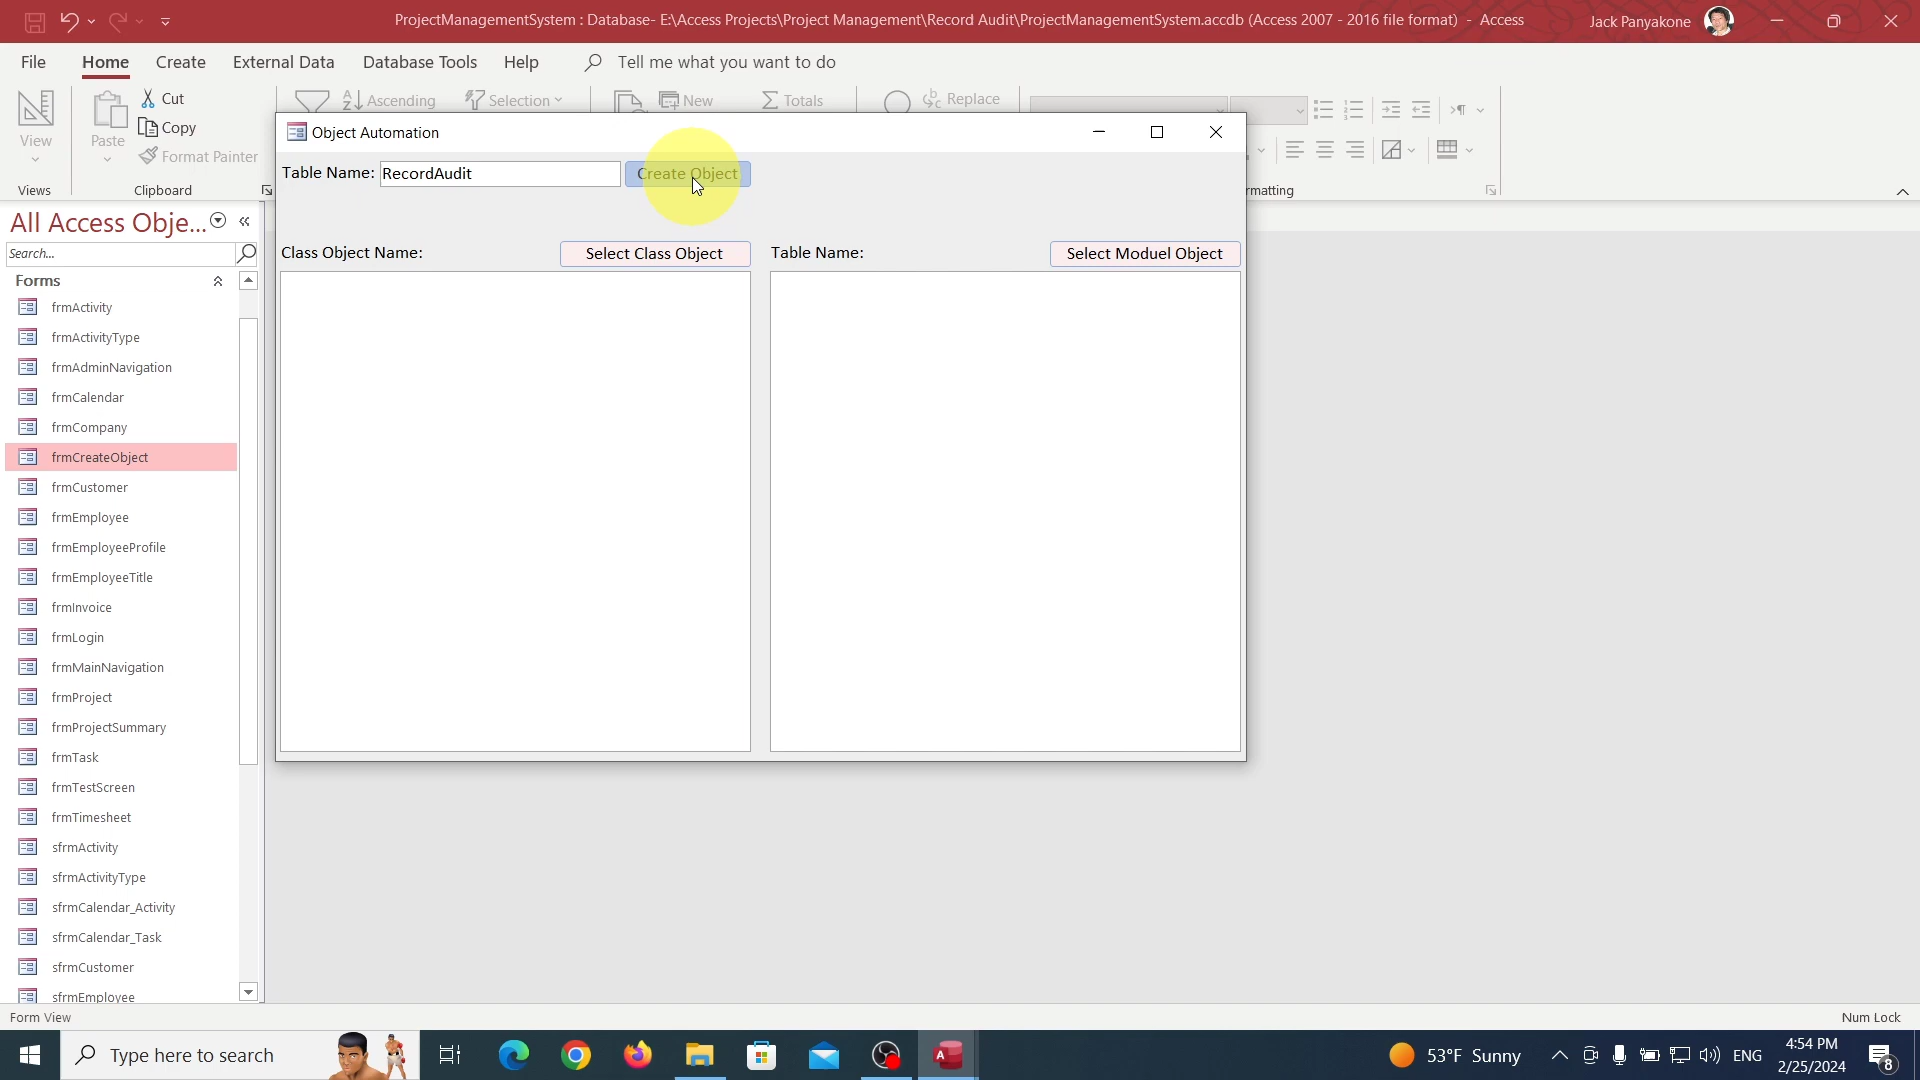 ProjectManagementSystem : Database- E:\Access Projects\Project Management\Record Audit\ProjectManagementSystem.accdb (Access 2007 - 2016 file format) - Access
Jack Panyakone
File
Home
Create
External Data
Database Tools
Help
Tell me what you want to do
View
Views
Paste
Cut
Copy
Format Painter
Clipboard
Ascending
Selection
New
Totals
Replace
rmatting
Object Automation
Table Name:
RecordAudit
Create Object
Class Object Name:
Select Class Object
Table Name:
Select Moduel Object
All Access Obje...
Search...
Forms
frmActivity
frmActivityType
frmAdminNavigation
frmCalendar
frmCompany
frmCreateObject
frmCustomer
frmEmployee
frmEmployeeProfile
frmEmployeeTitle
frmInvoice
frmLogin
frmMainNavigation
frmProject
frmProjectSummary
frmTask
frmTestScreen
frmTimesheet
sfrmActivity
sfrmActivityType
sfrmCalendar_Activity
sfrmCalendar_Task
sfrmCustomer
sfrmEmployee
Form View
Num Lock
Type here to search
53°F Sunny
ENG
4:54 PM
2/25/2024
8